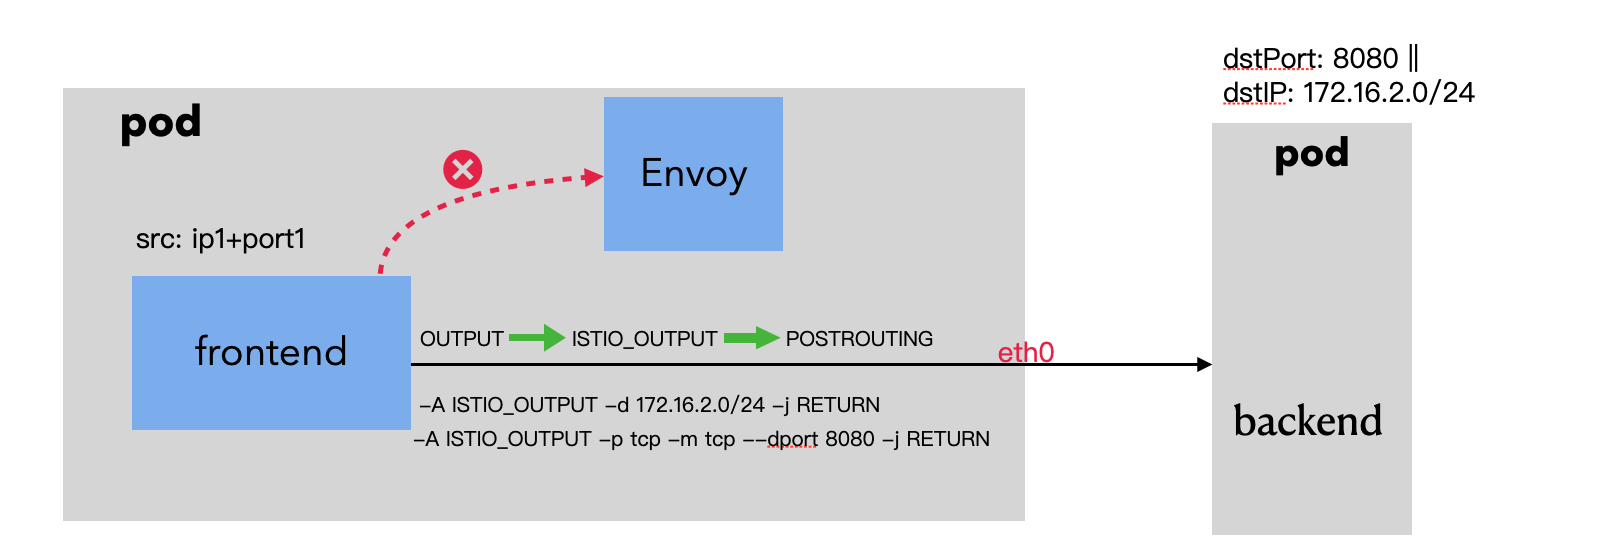 dstPort: 8080 ||
dstIP: 172.16.2.0/24
pod
pod
Envoy
src: ip1+port1
frontend
OUTPUT ISTIO_OUTPUT POSTROUTING
eth0
-A ISTIO_OUTPUT -d 172.16.2.0/24 -j RETURN
-A ISTIO_OUTPUT -p tcp -m tcp --dport 8080 -j RETURN
backend